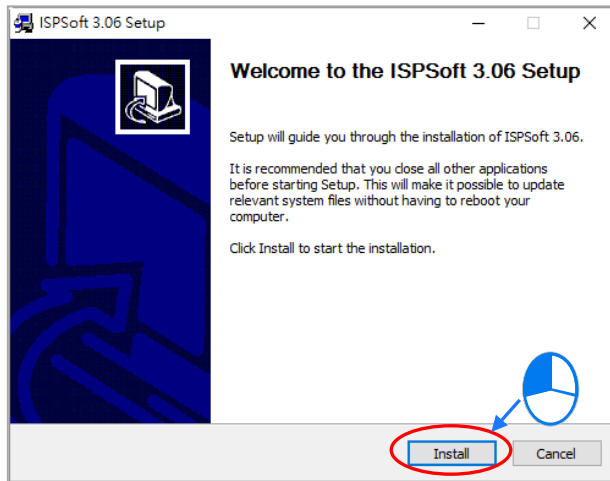 ISPSoft 3.06 Setup
Welcome to the ISPSoft 3.06 Setup
Setup will guide you through the installation of ISPSoft 3.06.
It is recommended that you close all other applications
before starting Setup. This will make it possible to update
relevant system files without having to reboot your
computer.
Click Install to start the installation.
Install
Cancel